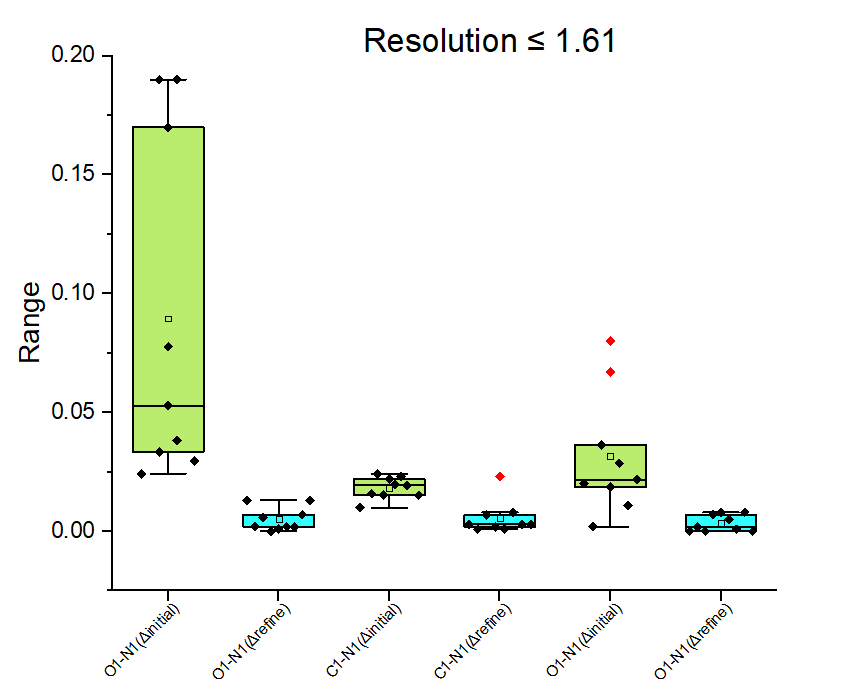 Resolution ≤ 1.61
0.20
0.15
0.10
0.05
0.00
Range
O1-N1(Δinitial)
O1-N1(Δrefine)
C1-N1(Δinitial)
C1-N1(Δrefine)
O1-N1(Δinitial)
O1-N1(Δrefine)